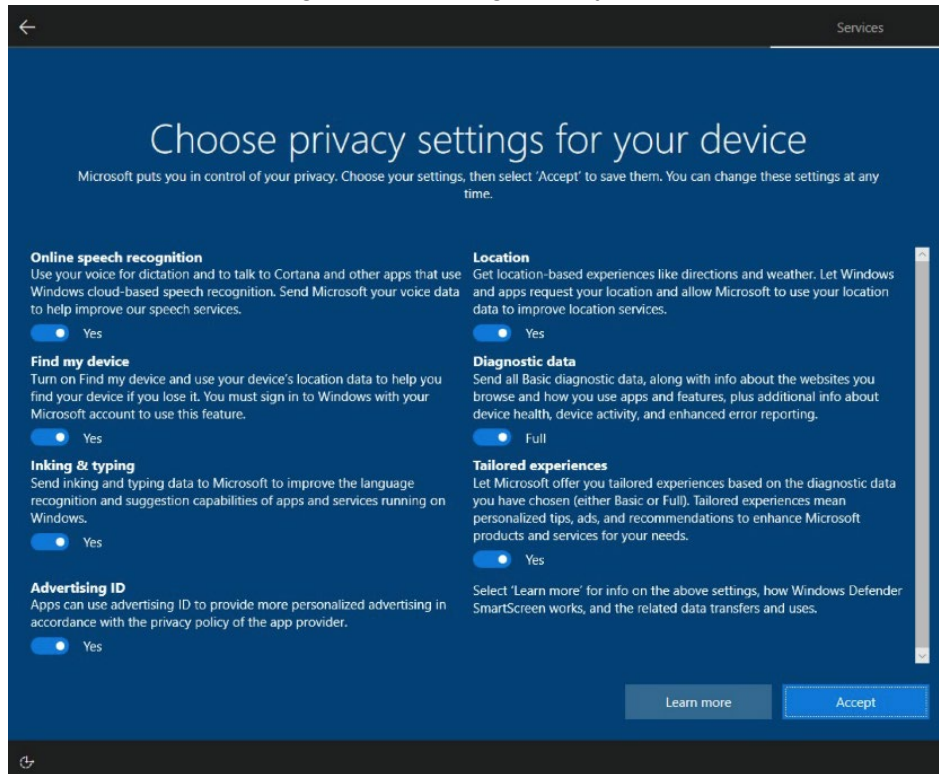 Services
Choose privacy settings for your device
Microsoft puts you in control of your privacy. Choose your settings, then select 'Accept' to save them. You can change these settings at any
time.
Online speech recognition
Use your voice for dictation and to talk to Cortana and other apps that use
Windows cloud-based speech recognition. Send Microsoft your voice data
to help improve our speech services.
Yes
Find my device
Turn on Find my device and use your device's location data to help you
find your device if you lose it. You must sign in to Windows with your
Microsoft account to use this feature.
Yes
Inking & typing
Send inking and typing data to Microsoft to improve the language
recognition and suggestion capabilities of apps and services running on
Windows.
Yes
Advertising ID
Apps can use advertising ID to provide more personalized advertising in
accordance with the privacy policy of the app provider.
Yes
Location
Get location-based experiences like directions and weather. Let Windows
and apps request your location and allow Microsoft to use your location
data to improve location services.
Yes
Diagnostic data
Send all Basic diagnostic data, along with info about the websites you
browse and how you use apps and features, plus additional info about
device health, device activity, and enhanced error reporting.
Full
Tailored experiences
Let Microsoft offer you tailored experiences based on the diagnostic data
you have chosen (either Basic or Full). Tailored experiences mean
personalized tips, ads, and recommendations to enhance Microsoft
products and services for your needs.
Yes
Select 'Learn more' for info on the above settings, how Windows Defender
SmartScreen works, and the related data transfers and uses.
Learn more
Accept